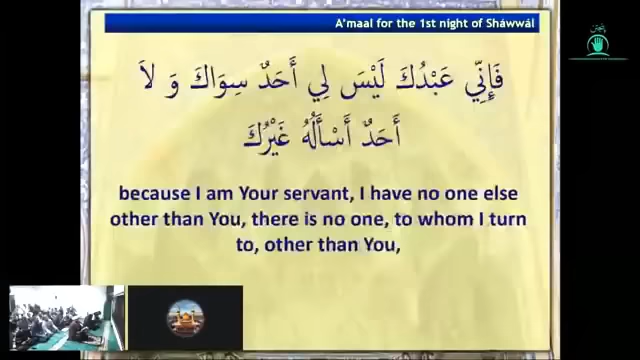 A'maal for the 1st night of Sháwwál
فَإِنِّي عَبْدُكَ لَيْسَ لِي أَحَدٌ سِوَاكَ وَ لاَ
أَحَدٌ أَسْأَلُهُ غَيْرُكَ
because I am Your servant, I have no one else
other than You, there is no one, to whom I turn
to, other than You,